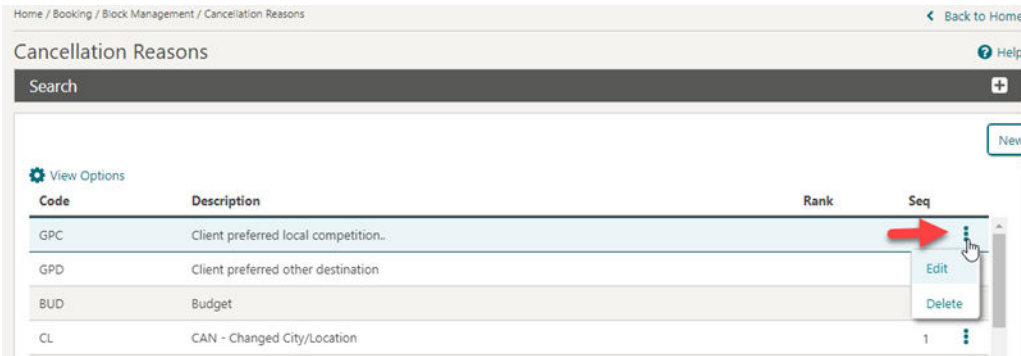 Home / Booking / Block Management / Cancellation Reasons
Back to Home
Cancellation Reasons
Help
Search
New
View Options
Code Description Rank Seq
GPC Client preferred local competition..
GPD Client preferred other destination
Edit
BUD Budget
Delete
CL CAN - Changed City/Location 1